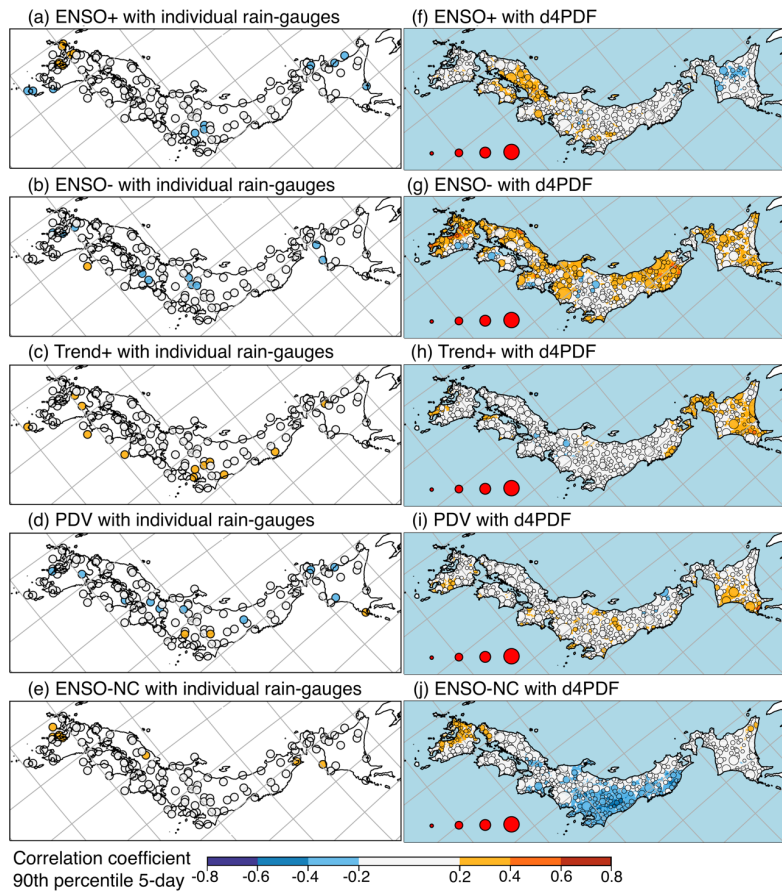 (a) ENSO+ with individual rain-gauges
(f) ENSO+ with d4PDF
(b) ENSO- with individual rain-gauges
(g) ENSO- with d4PDF
(c) Trend+ with individual rain-gauges
(h) Trend+ with d4PDF
(d) PDV with individual rain-gauges
(i) PDV with d4PDF
(e) ENSO-NC with individual rain-gauges
(j) ENSO-NC with d4PDF
Correlation coefficient
90th percentile 5-day
-0.8 -0.6 -0.4 -0.2 0.2 0.4 0.6 0.8